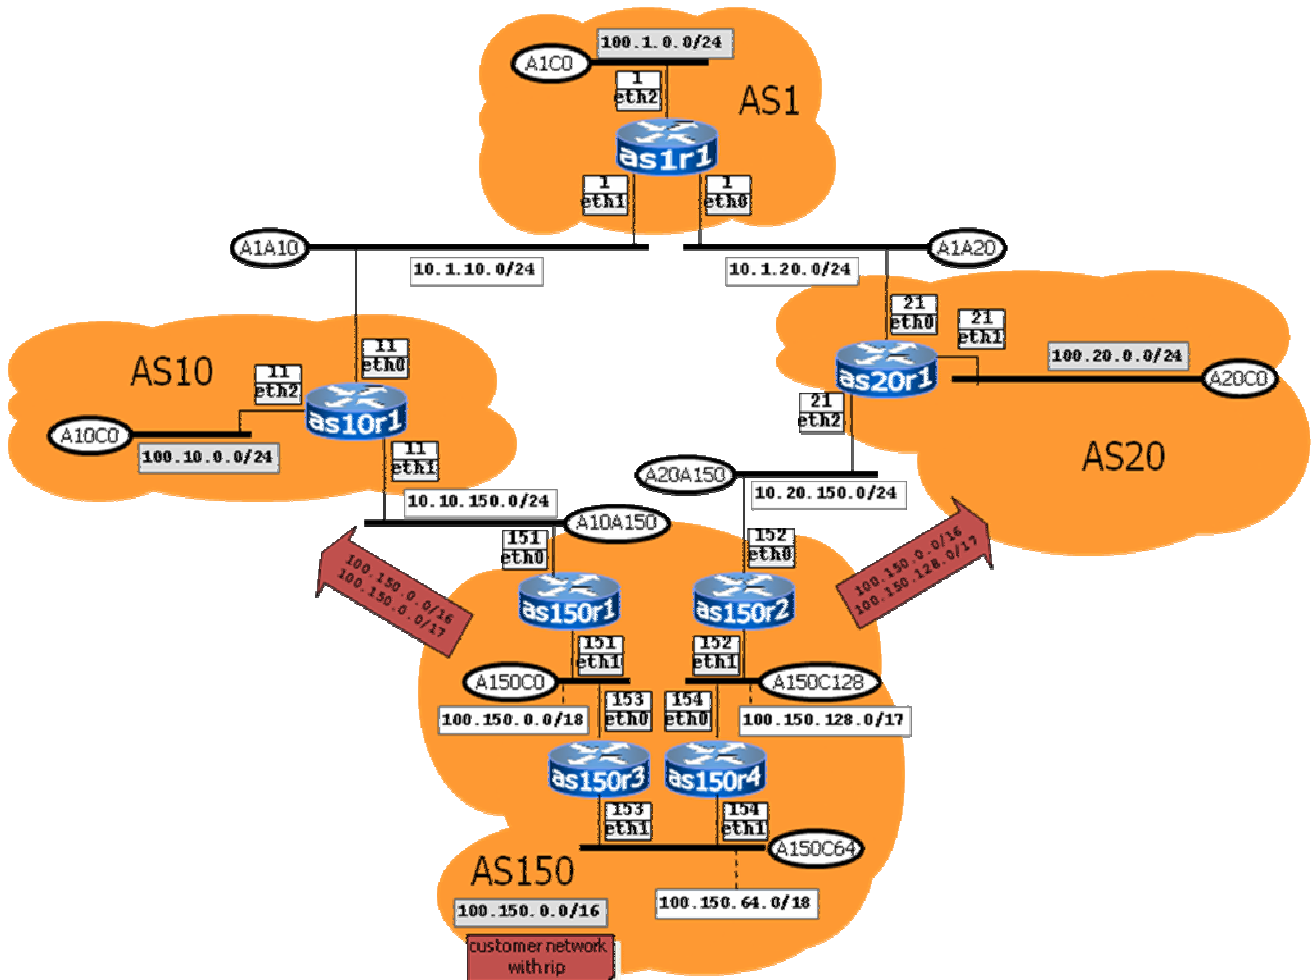 100.1.0.0/24
A1C0
1
eth2
AS1
as1r1
1
eth1
1
eth0
A1A10
10.1.10.0/24
10.1.20.0/24
A1A20
21
eth0
21
eth1
100.20.0.0/24
as20r1
A20C0
21
eth2
AS20
AS10
11
eth0
11
eth2
as10r1
A10C0
100.10.0.0/24
11
eth1
10.10.150.0/24
A10A150
A20A150
10.20.150.0/24
151
eth0
152
eth0
100.150.0.0/16
100.150.0.0/17
100.150.0.0/16
100.150.128.0/17
as150r1
as150r2
151
eth1
152
eth1
A150C0
A150C128
100.150.0.0/18
153
eth0
154
eth0
100.150.128.0/17
as150r3
as150r4
153
eth1
154
eth1
A150C64
AS150
100.150.0.0/16
100.150.64.0/18
customer network
with rip